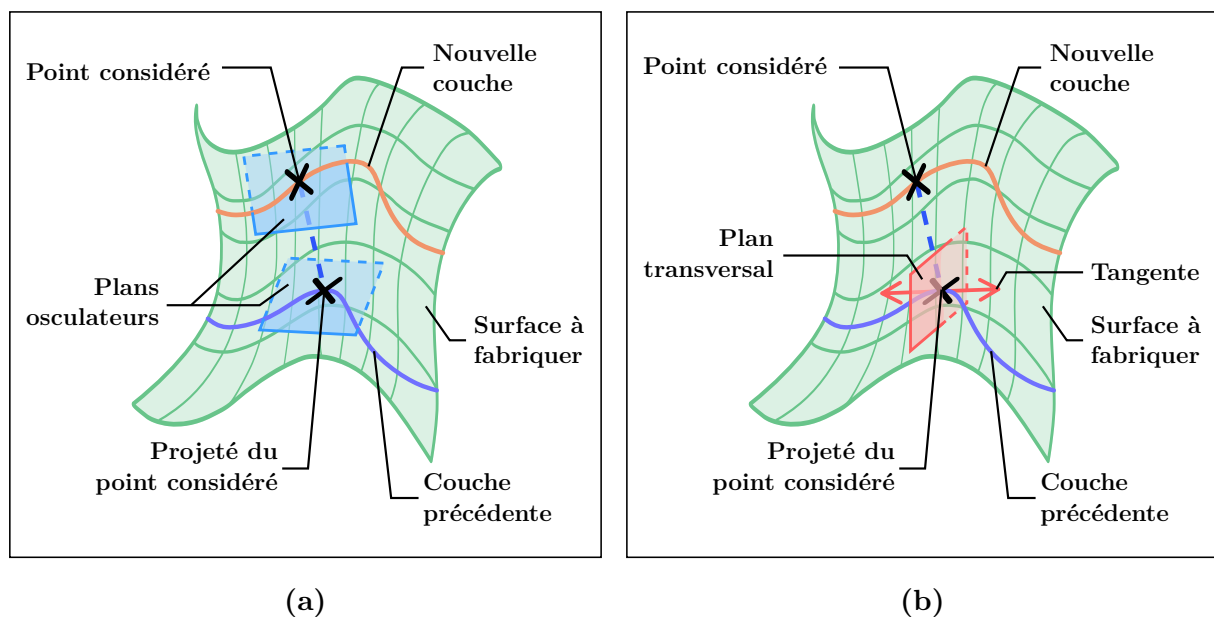 Point considéré
Nouvelle
couche
Plans
osculateurs
Surface à
fabriquer
Projeté du
point considéré
Couche
précédente
(a)
Point considéré
Nouvelle
couche
Plan
transversal
Tangente
Surface à
fabriquer
Projeté du
point considéré
Couche
précédente
(b)